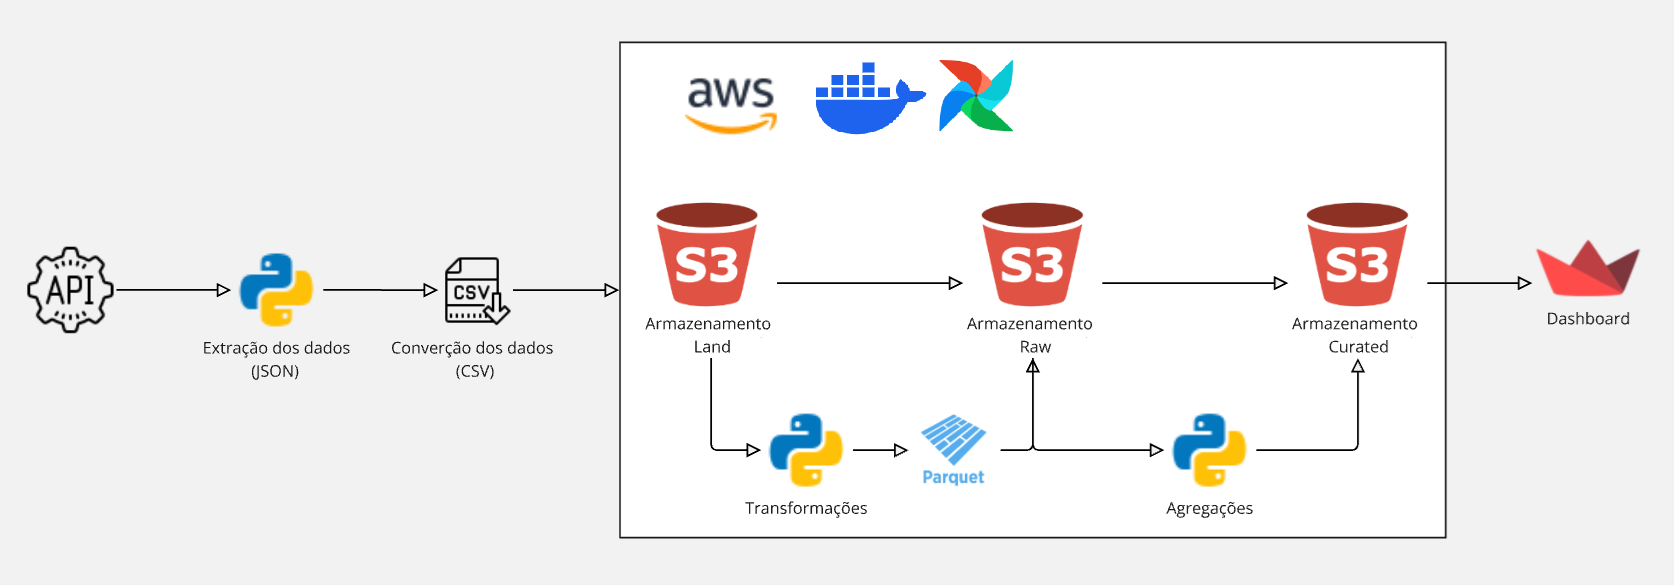 aws
API
Extração dos dados
(JSON)
CSV
Converção dos dados
(CSV)
S3
Armazenamento
Land
S3
Armazenamento
Raw
S3
Armazenamento
Curated
Dashboard
Transformações
Parquet
Agregações